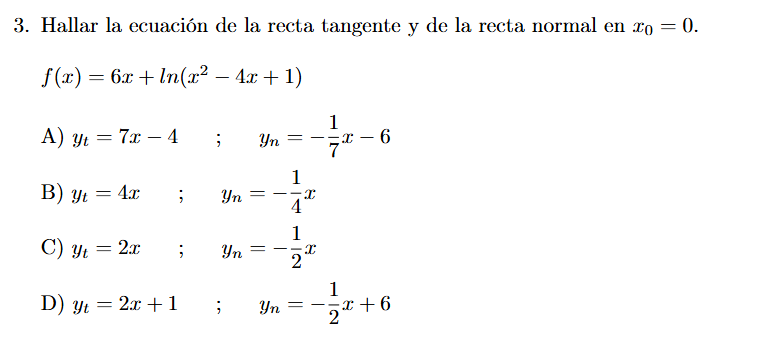 3. Hallar la ecuación de la recta tangente y de la recta normal en x₀ = 0.
f(x) = 6x + ln(x² − 4x + 1)
A) yₜ = 7x − 4 ; yₙ = −1/7x − 6
B) yₜ = 4x ; yₙ = −1/4x
C) yₜ = 2x ; yₙ = −1/2x
D) yₜ = 2x + 1 ; yₙ = −1/2x + 6